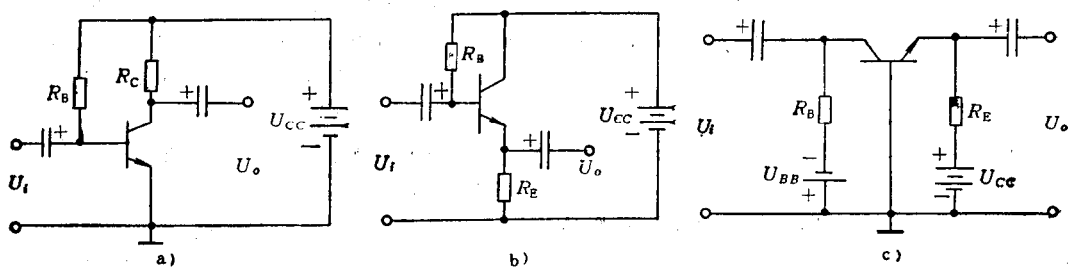 R_B
R_C
+
+
U_i
U_o
+
U_CC
−
a)
R_B
+
+
U_i
U_o
R_E
+
U_CC
−
b)
+
+
U_i
R_B
−
U_BB
+
R_E
+
U_CC
−
U_o
c)